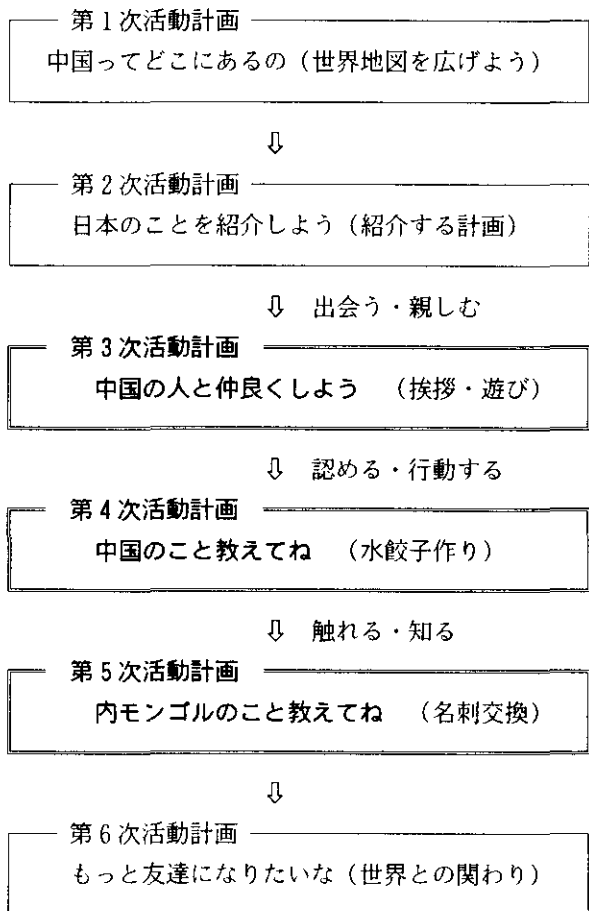 第1次活動計画
中国ってどこにあるの（世界地図を広げよう）
⇩
第2次活動計画
日本のことを紹介しよう（紹介する計画）
⇩ 出会う・親しむ
第3次活動計画
中国の人と仲良くしよう （挨拶・遊び）
⇩ 認める・行動する
第4次活動計画
中国のこと教えてね （水餃子作り）
⇩ 触れる・知る
第5次活動計画
内モンゴルのこと教えてね （名刺交換）
⇩
第6次活動計画
もっと友達になりたいな（世界との関わり）